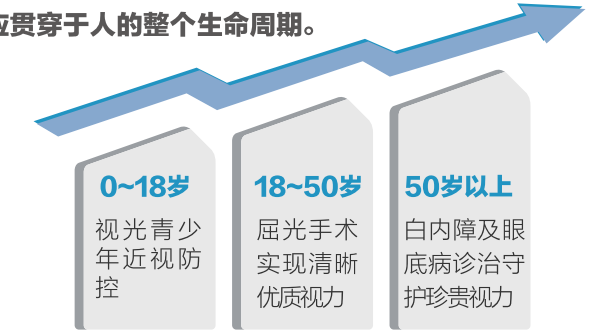 应贯穿于人的整个生命周期。
0~18岁
视光青少
年近视防
控
18~50岁
屈光手术
实现清晰
优质视力
50岁以上
白内障及眼
底病诊治守
护珍贵视力